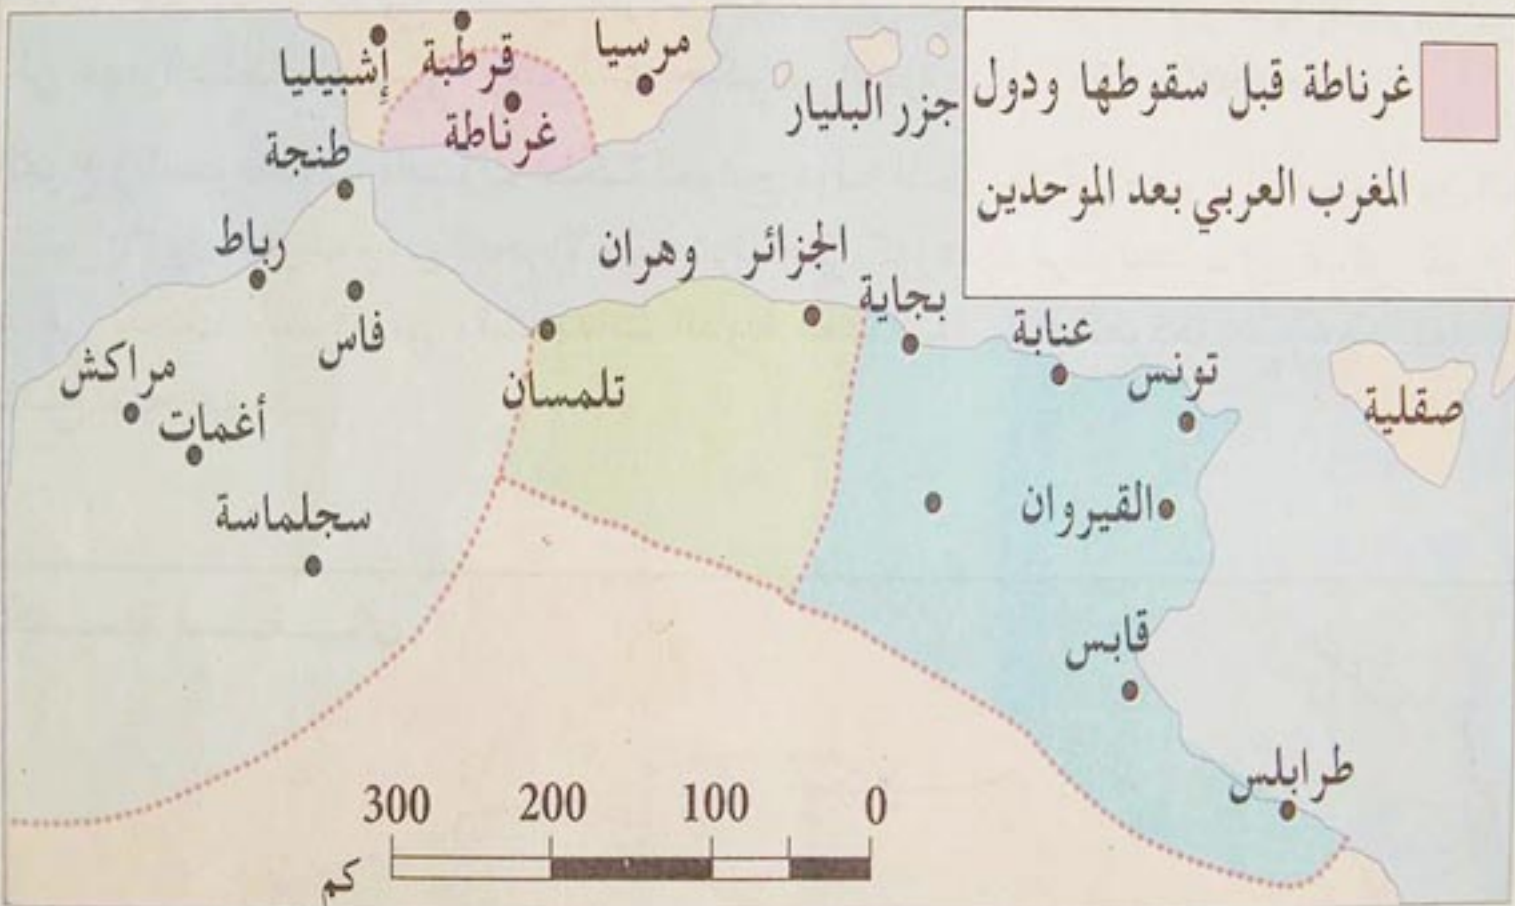 غرناطة قبل سقوطها ودول
المغرب العربي بعد الموحدين
مرسيا
قرطبة
إشبيليا
غرناطة
جزر البليار
طنجة
رباط
فاس
مراكش
أغمات
سجلماسة
الجزائر
وهران
تلمسان
بجاية
عنابة
تونس
صقلية
القيروان
قابس
طرابلس
300 200 100 0
كم